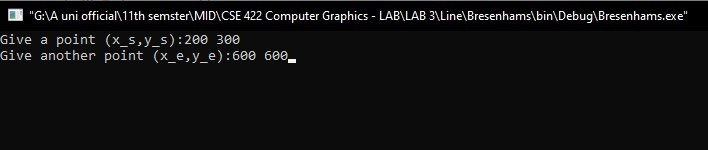 "G:\A uni official\11th semster\MID\CSE 422 Computer Graphics - LAB\LAB 3\Line\Bresenhams\bin\Debug\Bresenhams.exe"
Give a point (x_s,y_s):200 300
Give another point (x_e,y_e):600 600